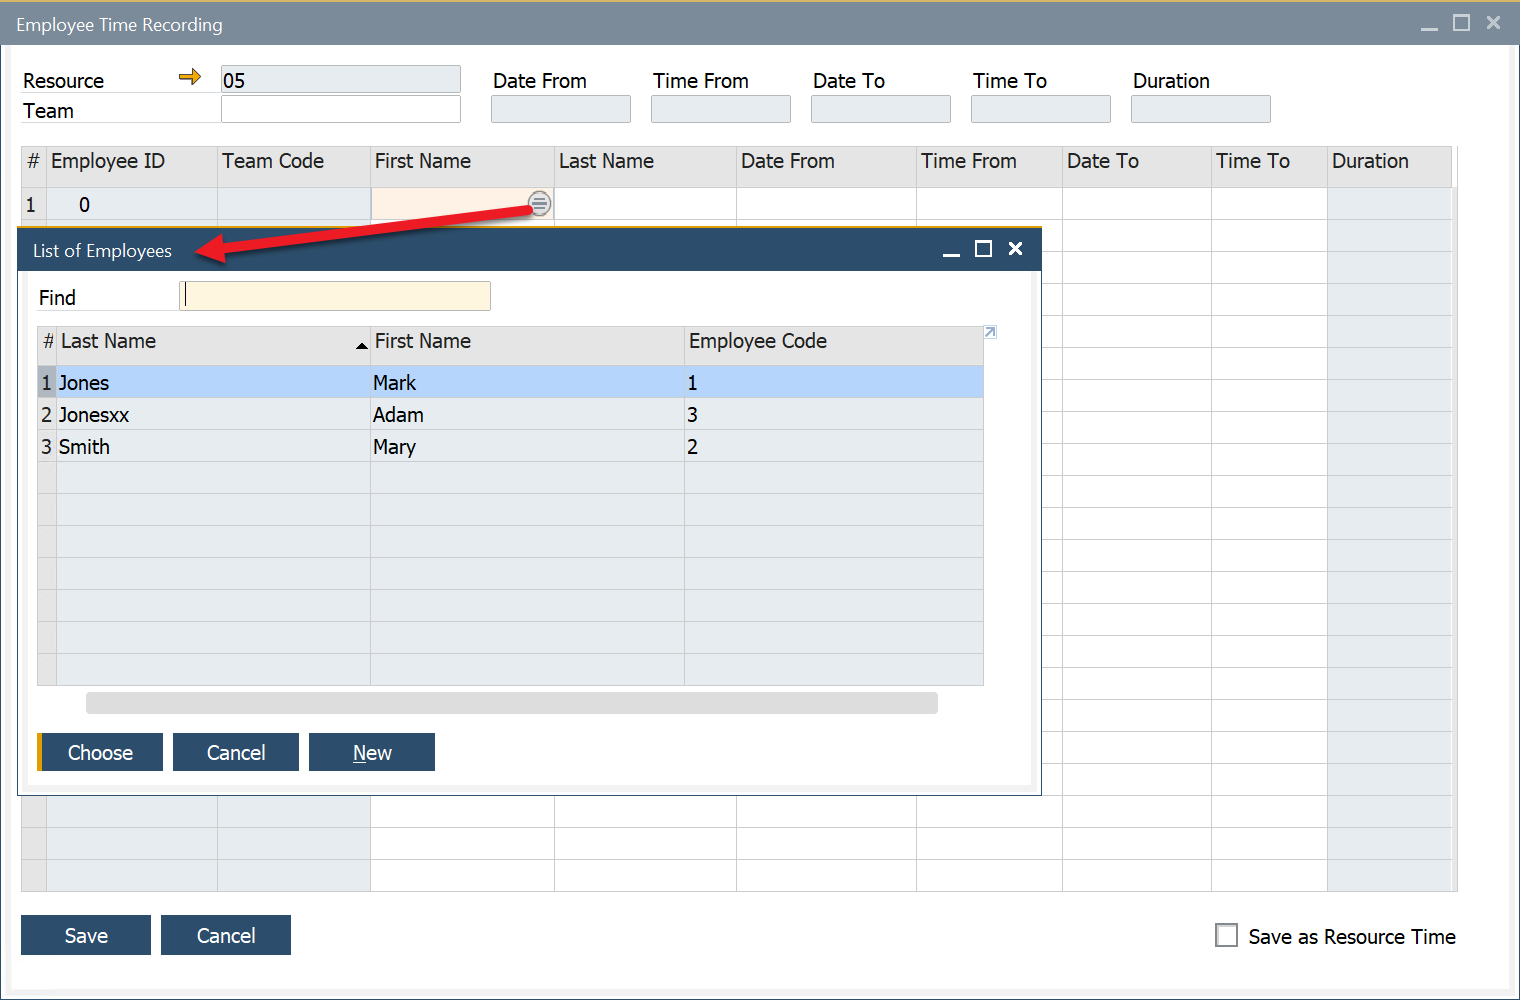 Employee Time Recording
Resource 05 Date From Time From Date To Time To Duration
Team
# Employee ID Team Code First Name Last Name Date From Time From Date To Time To Duration
1 0
List of Employees
Find
# Last Name First Name Employee Code
1 Jones Mark 1
2 Jonesxx Adam 3
3 Smith Mary 2
Choose Cancel New
Save Cancel Save as Resource Time